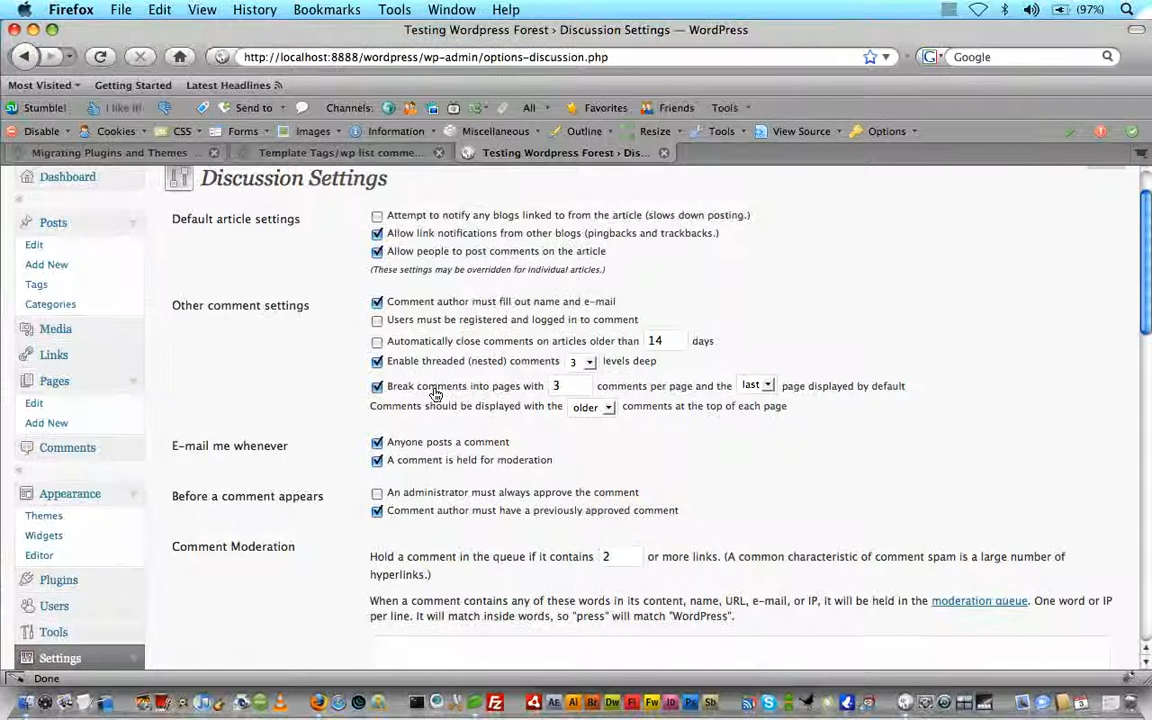 Firefox File Edit View History Bookmarks Tools Window Help (97%)
Testing Wordpress Forest › Discussion Settings — WordPress
http://localhost:8888/wordpress/wp-admin/options-discussion.php Google
Most Visited Getting Started Latest Headlines
Stumble! I like it! Send to Channels: All Favorites Friends Tools
Disable Cookies CSS Forms Images Information Miscellaneous Outline Resize Tools View Source Options
Migrating Plugins and Themes Template Tags/wp list comme... Testing Wordpress Forest › Dis...
Dashboard
Posts
Edit
Add New
Tags
Categories
Media
Links
Pages
Edit
Add New
Comments
Appearance
Themes
Widgets
Editor
Plugins
Users
Tools
Settings
Discussion Settings
Default article settings
Attempt to notify any blogs linked to from the article (slows down posting.)
Allow link notifications from other blogs (pingbacks and trackbacks.)
Allow people to post comments on the article
(These settings may be overridden for individual articles.)
Other comment settings
Comment author must fill out name and e-mail
Users must be registered and logged in to comment
Automatically close comments on articles older than 14 days
Enable threaded (nested) comments 3 levels deep
Break comments into pages with 3 comments per page and the last page displayed by default
Comments should be displayed with the older comments at the top of each page
E-mail me whenever
Anyone posts a comment
A comment is held for moderation
Before a comment appears
An administrator must always approve the comment
Comment author must have a previously approved comment
Comment Moderation
Hold a comment in the queue if it contains 2 or more links. (A common characteristic of comment spam is a large number of
hyperlinks.)
When a comment contains any of these words in its content, name, URL, e-mail, or IP, it will be held in the moderation queue. One word or IP
per line. It will match inside words, so "press" will match "WordPress".
Done
AE Ai Br Dw Fl Fw Id Ps Sb